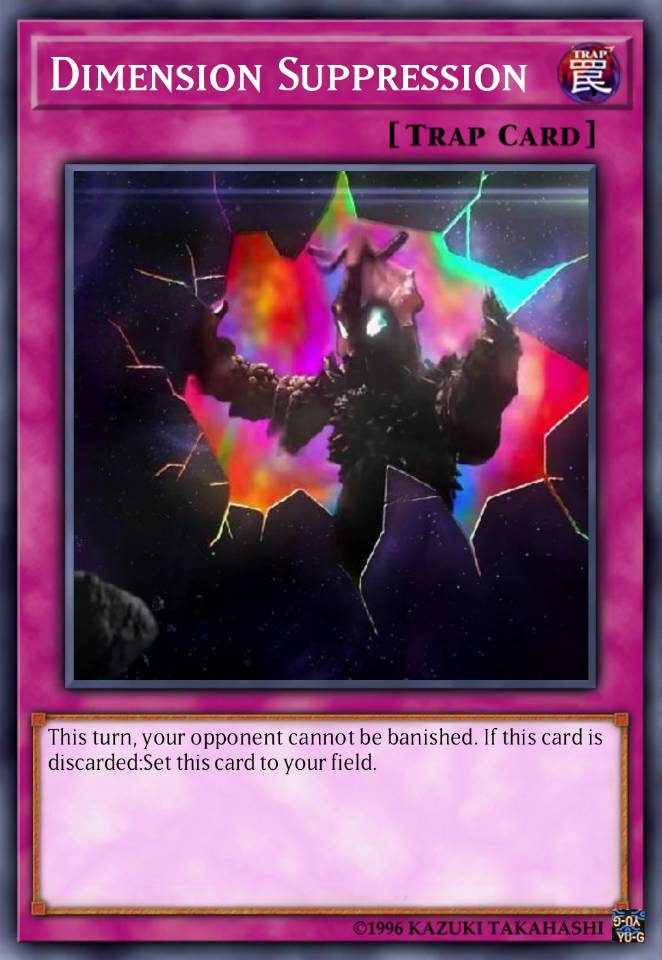 Dimension Suppression
TRAP
罠
[Trap Card]
This turn, your opponent cannot be banished. If this card is
discarded:Set this card to your field.
©1996 KAZUKI TAKAHASHI
YU-G